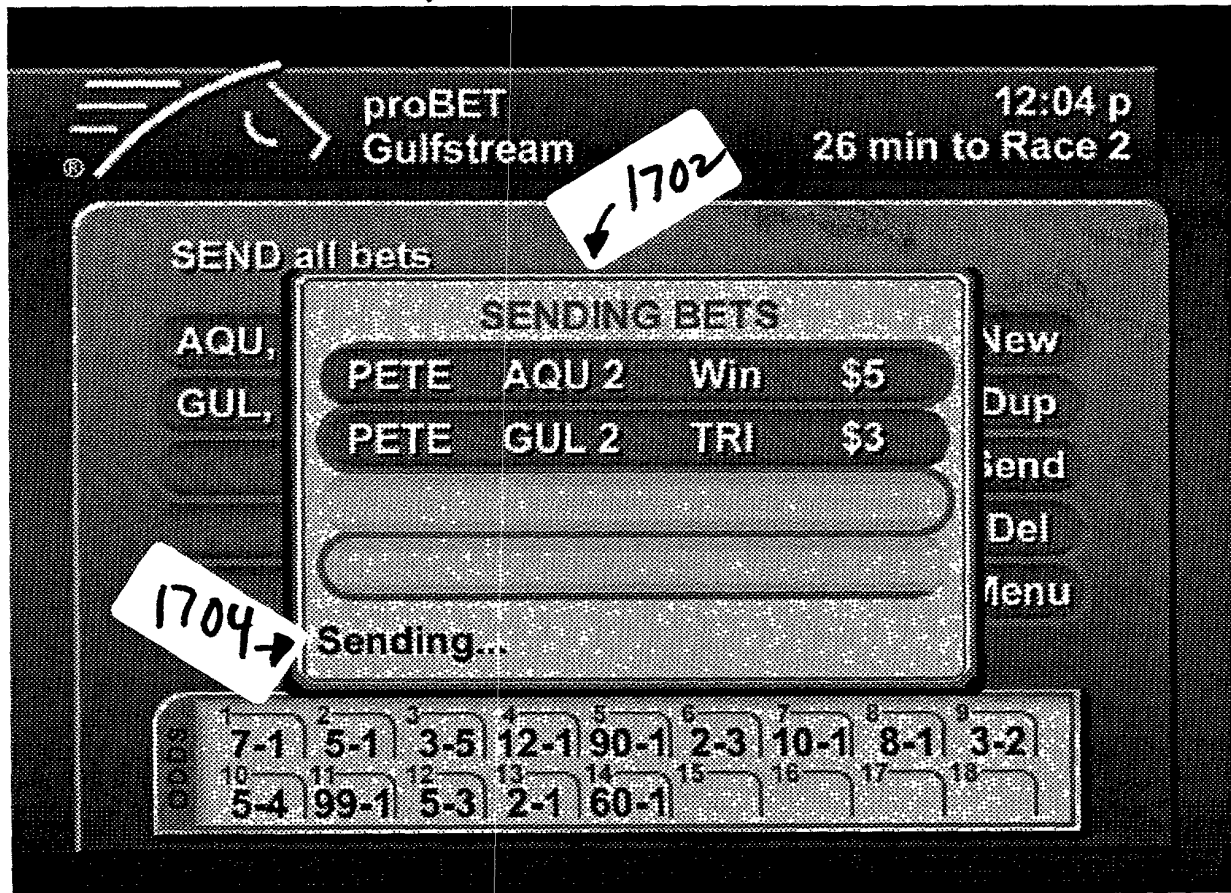 proBET
Gulfstream
12:04 p
26 min to Race 2
®
1702
SEND all bets
SENDING BETS
AQU,
PETE AQU 2 Win $5
New
GUL,
PETE GUL 2 TRI $3
Dup
Send
Del
Menu
1704
Sending...
ODDS
1 7-1 2 5-1 3 3-5 4 12-1 5 90-1 6 2-3 7 10-1 8 8-1 9 3-2
10 5-4 11 99-1 12 5-3 13 2-1 14 60-1 15 16 17 18